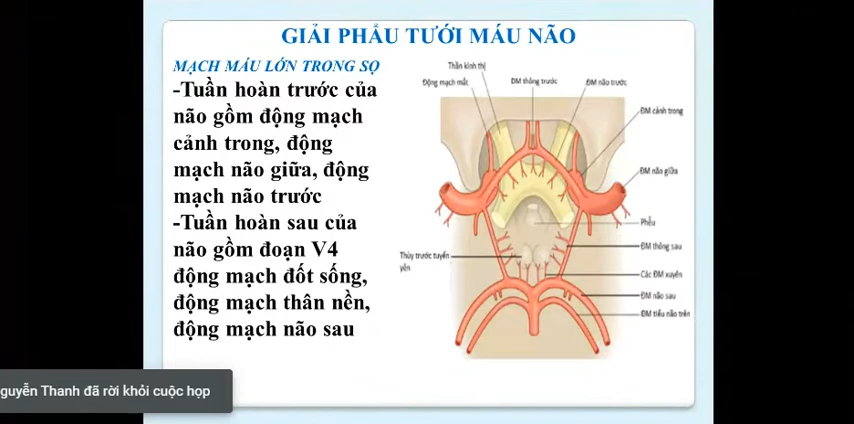 GIẢI PHẪU TƯỚI MÁU NÃO
MẠCH MÁU LỚN TRONG SỌ
-Tuần hoàn trước của
não gồm động mạch
cảnh trong, động
mạch não giữa, động
mạch não trước
-Tuần hoàn sau của
não gồm đoạn V4
động mạch đốt sống,
động mạch thân nền,
động mạch não sau
Thần kinh thị
Động mạch mắt
ĐM thông trước
ĐM não trước
ĐM cảnh trong
ĐM não giữa
Phễu
ĐM thông sau
Thùy trước tuyến
yên
Các ĐM xuyên
ĐM não sau
ĐM tiểu não trên
guyễn Thanh đã rời khỏi cuộc họp